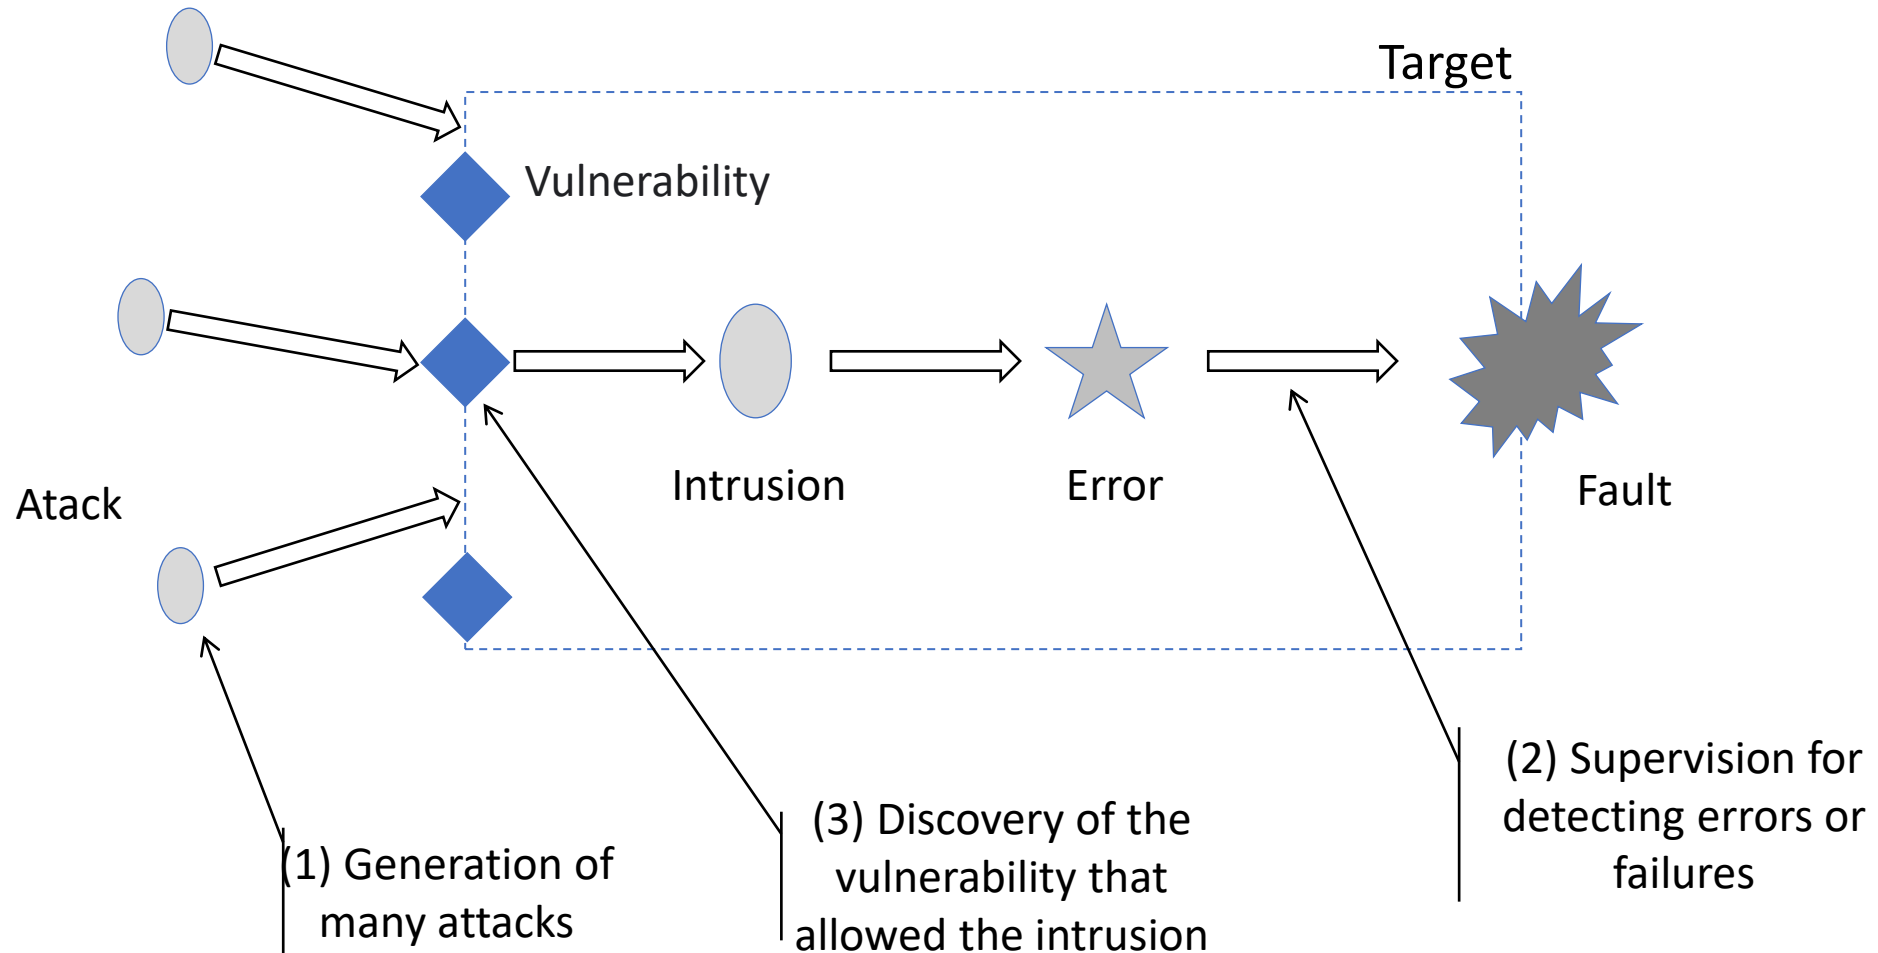 Target
Vulnerability
Atack
Intrusion
Error
Fault
(1) Generation of
many attacks
(3) Discovery of the
vulnerability that
allowed the intrusion
(2) Supervision for
detecting errors or
failures